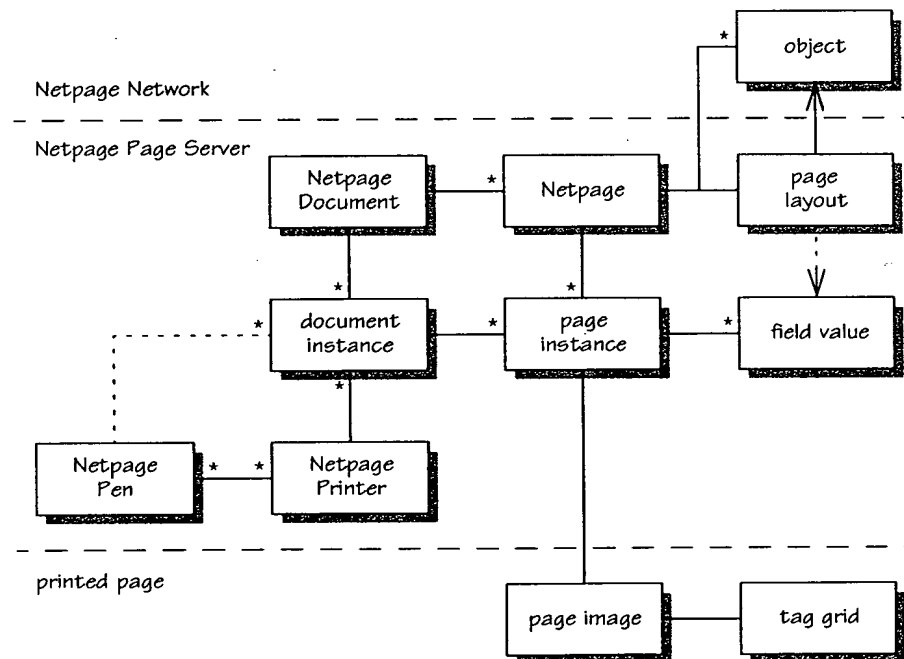 *
object
Netpage Network
Netpage Page Server
Netpage
Document
*
Netpage
page
layout
*
*
*
document
instance
*
page
instance
*
field value
*
Netpage
Pen
*
*
Netpage
Printer
printed page
page image
tag grid